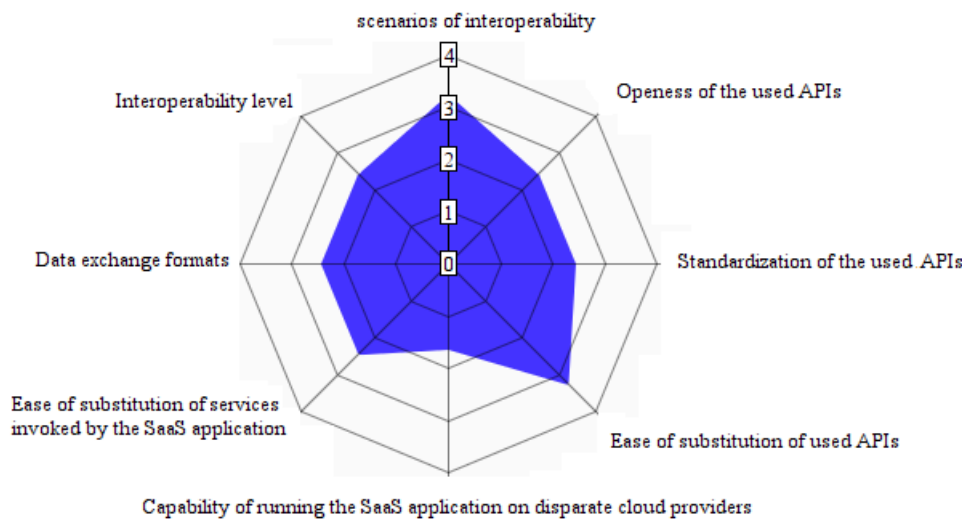 scenarios of interoperability
4
Openess of the used APIs
Interoperability level
3
2
1
Data exchange formats
0
Standardization of the used APIs
Ease of substitution of services
invoked by the SaaS application
Ease of substitution of used APIs
Capability of running the SaaS application on disparate cloud providers